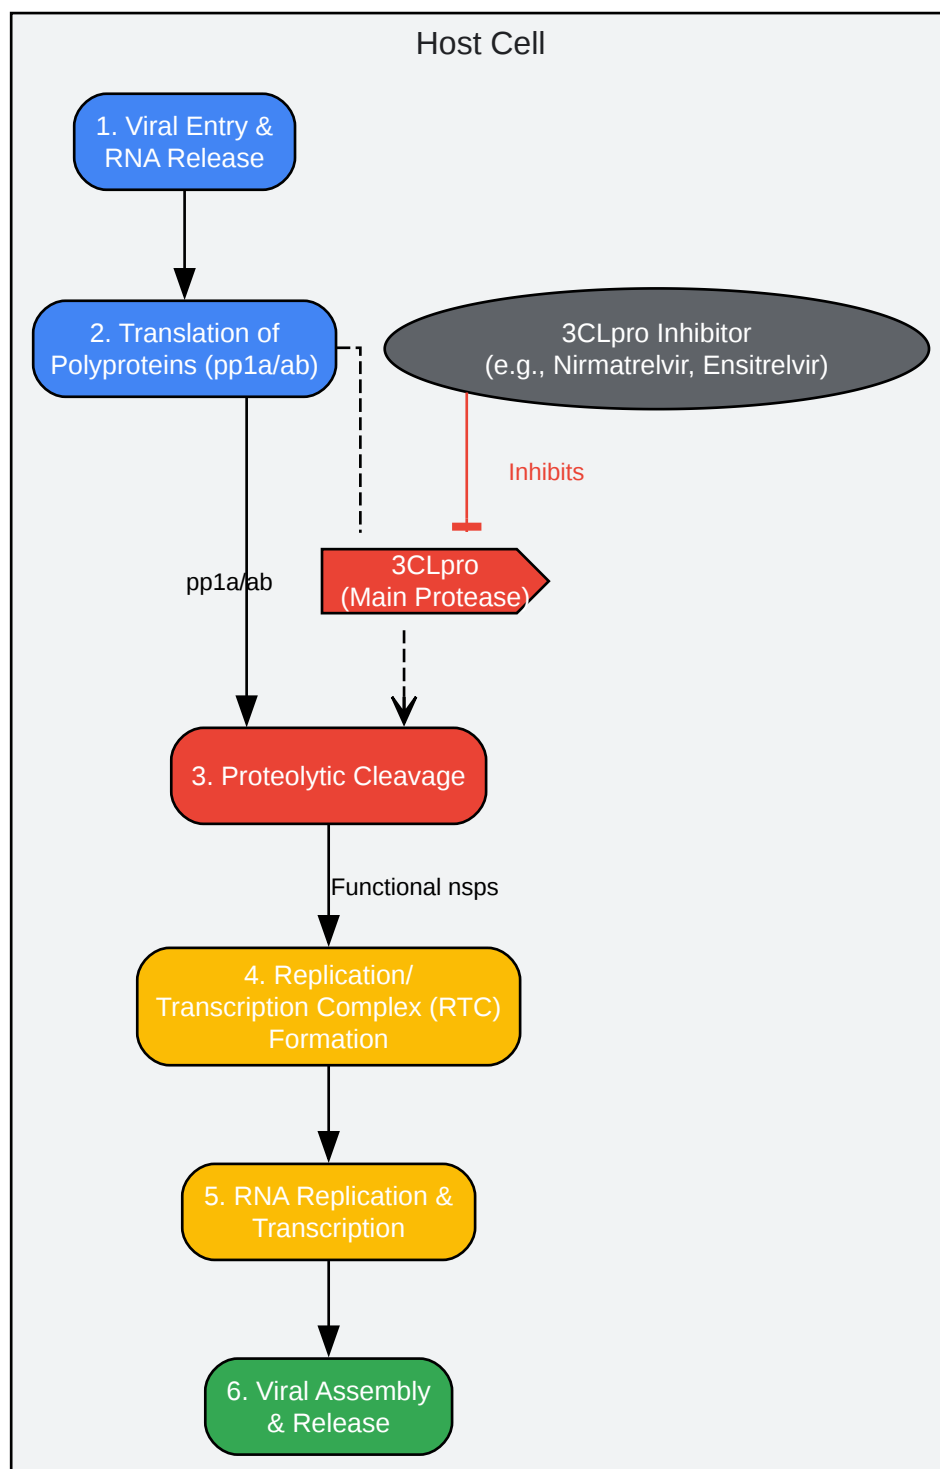 Host Cell
1. Viral Entry &
RNA Release
2. Translation of
Polyproteins (pp1a/ab)
3CLpro Inhibitor
(e.g., Nirmatrelvir, Ensitrelvir)
Inhibits
3CLpro
(Main Protease)
pp1a/ab
3. Proteolytic Cleavage
Functional nsps
4. Replication/
Transcription Complex (RTC)
Formation
5. RNA Replication &
Transcription
6. Viral Assembly
& Release